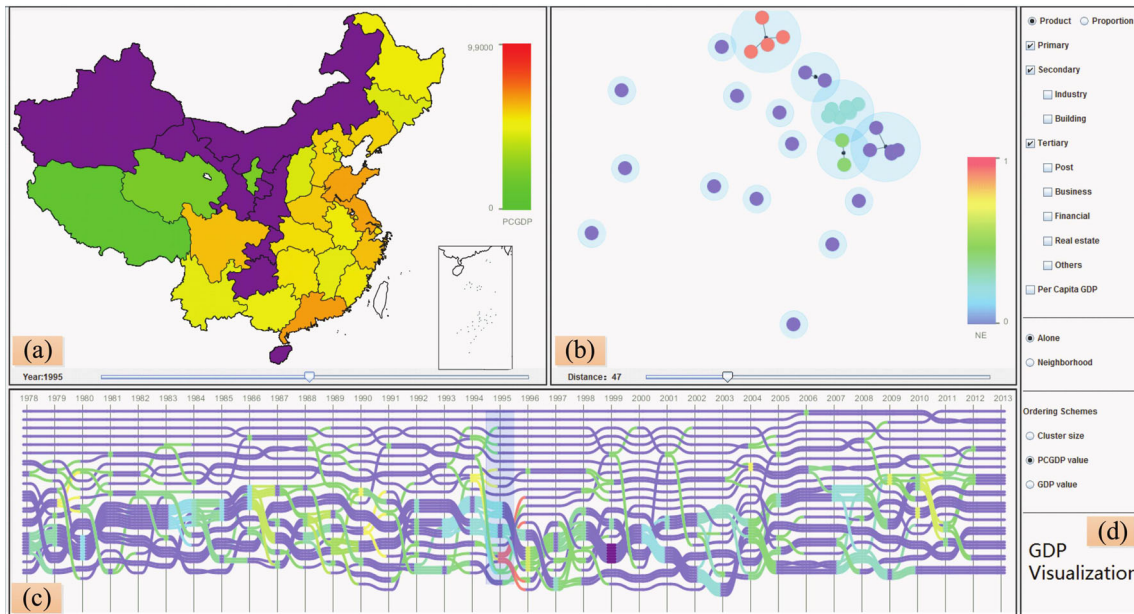 9,9000
0
PCGDP
(a)
Year:1995
1
0
NE
(b)
Distance: 47
Product
Proportion
Primary
Secondary
Industry
Building
Tertiary
Post
Business
Financial
Real estate
Others
Per Capita GDP
Alone
Neighborhood
Ordering Schemes
Cluster size
PCGDP value
GDP value
(d)
GDP
Visualization
1978 1979 1980 1981 1982 1983 1984 1985 1986 1987 1988 1989 1990 1991 1992 1993 1994 1995 1996 1997 1998 1999 2000 2001 2002 2003 2004 2005 2006 2007 2008 2009 2010 2011 2012 2013
(c)